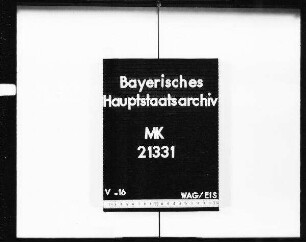 Bayerisches
Hauptstaatsarchiv
MK
21331
V -16 WAG/EIS